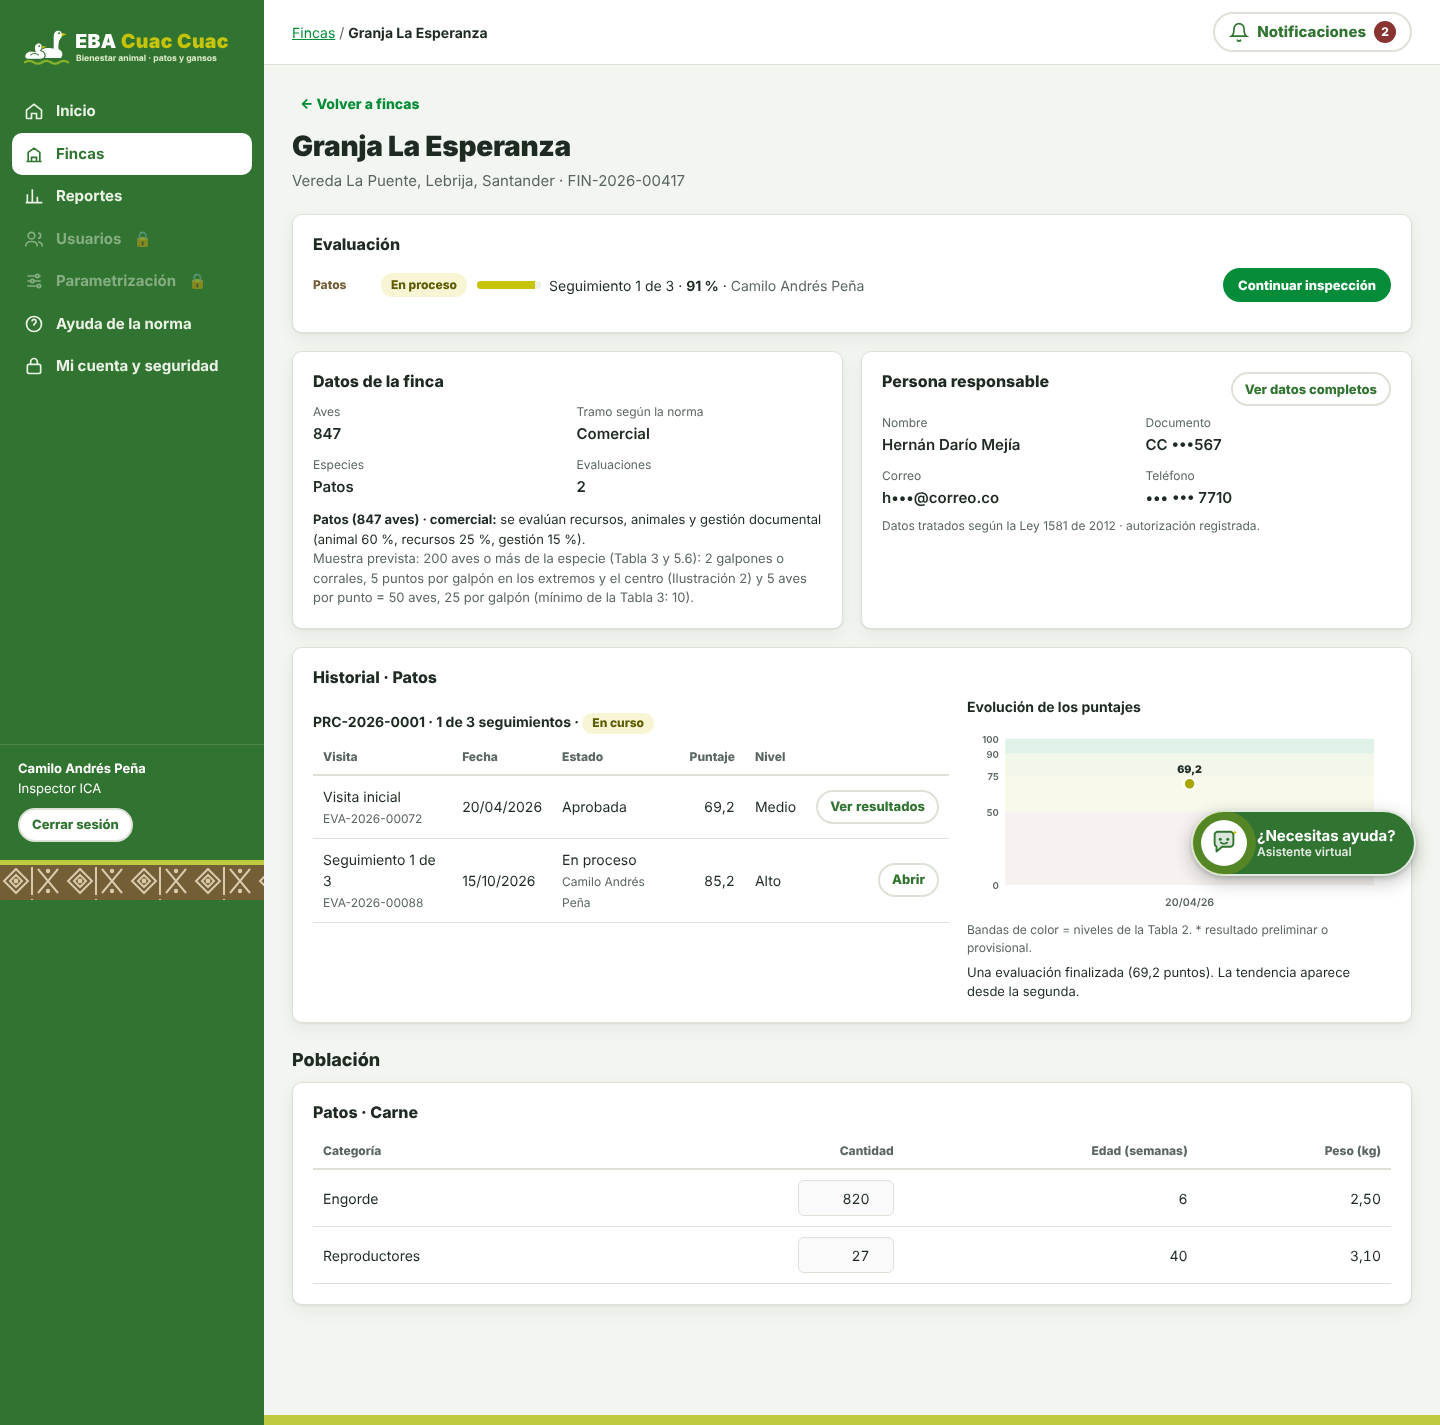 EBA Cuac Cuac
Bienestar animal · patos y gansos
Inicio
Fincas
Reportes
Usuarios
Parametrización
Ayuda de la norma
Mi cuenta y seguridad
Camilo Andrés Peña
Inspector ICA
Cerrar sesión
Fincas / Granja La Esperanza
Notificaciones 2
← Volver a fincas
Granja La Esperanza
Vereda La Puente, Lebrija, Santander · FIN-2026-00417
Evaluación
Patos En proceso Seguimiento 1 de 3 · 91 % · Camilo Andrés Peña Continuar inspección
Datos de la finca
Aves Tramo según la norma
847 Comercial
Especies Evaluaciones
Patos 2
Patos (847 aves) · comercial: se evalúan recursos, animales y gestión documental
(animal 60 %, recursos 25 %, gestión 15 %).
Muestra prevista: 200 aves o más de la especie (Tabla 3 y 5.6): 2 galpones o
corrales, 5 puntos por galpón en los extremos y el centro (Ilustración 2) y 5 aves
por punto = 50 aves, 25 por galpón (mínimo de la Tabla 3: 10).
Persona responsable Ver datos completos
Nombre Documento
Hernán Darío Mejía CC •••567
Correo Teléfono
h•••@correo.co ••• ••• 7710
Datos tratados según la Ley 1581 de 2012 · autorización registrada.
Historial · Patos
PRC-2026-0001 · 1 de 3 seguimientos · En curso
Visita Fecha Estado Puntaje Nivel
Visita inicial
EVA-2026-00072
20/04/2026 Aprobada 69,2 Medio Ver resultados
Seguimiento 1 de
3
EVA-2026-00088
15/10/2026
En proceso
Camilo Andrés
Peña
85,2 Alto Abrir
Evolución de los puntajes
100
90
75
50
0
69,2
20/04/26
¿Necesitas ayuda?
Asistente virtual
Bandas de color = niveles de la Tabla 2. * resultado preliminar o
provisional.
Una evaluación finalizada (69,2 puntos). La tendencia aparece
desde la segunda.
Población
Patos · Carne
Categoría Cantidad Edad (semanas) Peso (kg)
Engorde 820 6 2,50
Reproductores 27 40 3,10